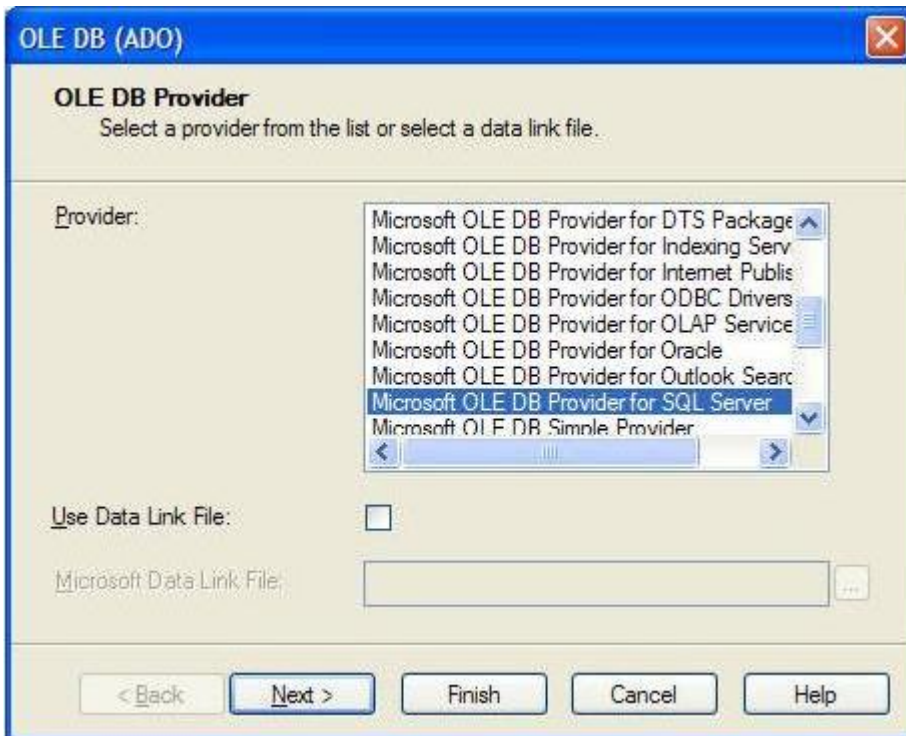 OLE DB (ADO)
OLE DB Provider
Select a provider from the list or select a data link file.
Provider:
Microsoft OLE DB Provider for DTS Package
Microsoft OLE DB Provider for Indexing Serv
Microsoft OLE DB Provider for Internet Publis
Microsoft OLE DB Provider for ODBC Drivers
Microsoft OLE DB Provider for OLAP Service
Microsoft OLE DB Provider for Oracle
Microsoft OLE DB Provider for Outlook Searc
Microsoft OLE DB Provider for SQL Server
Microsoft OLE DB Simple Provider
Use Data Link File:
Microsoft Data Link File: ...
< Back Next > Finish Cancel Help